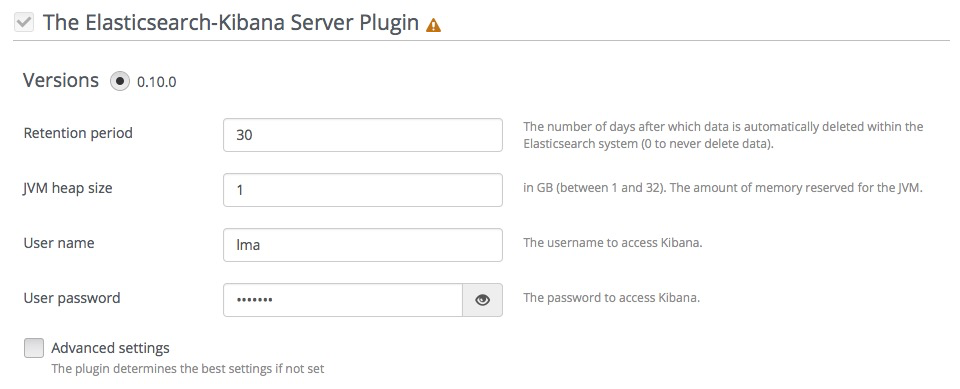 The Elasticsearch-Kibana Server Plugin
Versions 0.10.0
Retention period 30 The number of days after which data is automatically deleted within the
Elasticsearch system (0 to never delete data).
JVM heap size 1 in GB (between 1 and 32). The amount of memory reserved for the JVM.
User name lma The username to access Kibana.
User password ••••••• The password to access Kibana.
Advanced settings
The plugin determines the best settings if not set